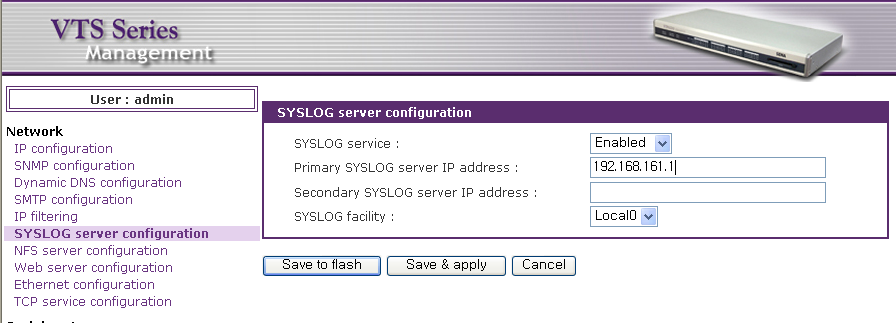 VTS Series
Management
User : admin
Network
IP configuration
SNMP configuration
Dynamic DNS configuration
SMTP configuration
IP filtering
SYSLOG server configuration
NFS server configuration
Web server configuration
Ethernet configuration
TCP service configuration
SYSLOG server configuration
SYSLOG service : Enabled
Primary SYSLOG server IP address : 192.168.161.1
Secondary SYSLOG server IP address :
SYSLOG facility : Local0
Save to flash Save & apply Cancel